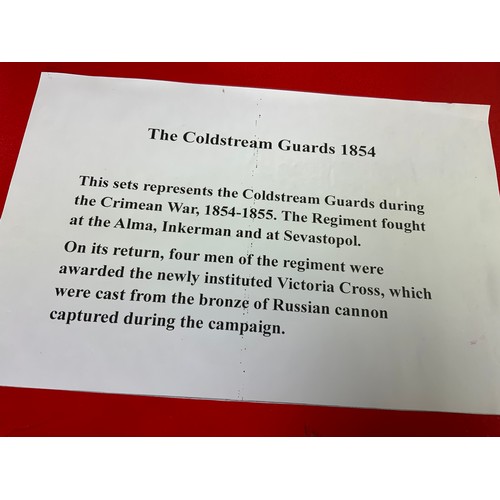 The Coldstream Guards 1854
This sets represents the Coldstream Guards during
the Crimean War, 1854-1855. The Regiment fought
at the Alma, Inkerman and at Sevastopol.
On its return, four men of the regiment were
awarded the newly instituted Victoria Cross, which
were cast from the bronze of Russian cannon
captured during the campaign.